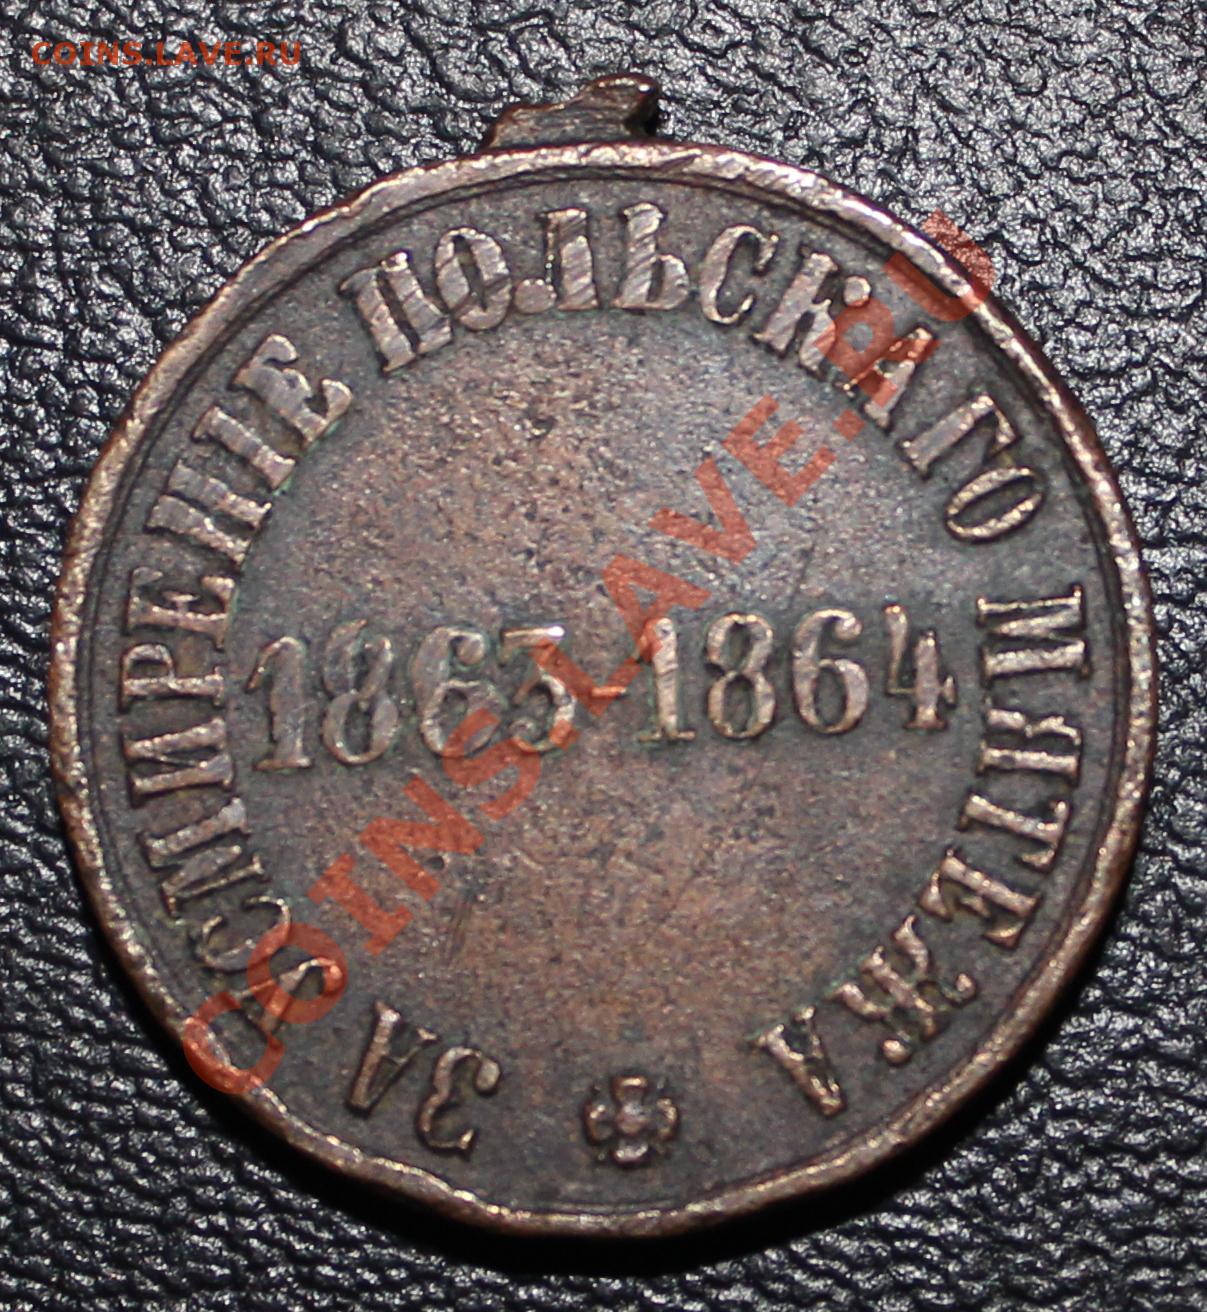 COINS.LAVE.RU
ЗА УСМИРЕНІЕ ПОЛЬСКАГО МЯТЕЖА
1863-1864
COINS.LAVE.RU